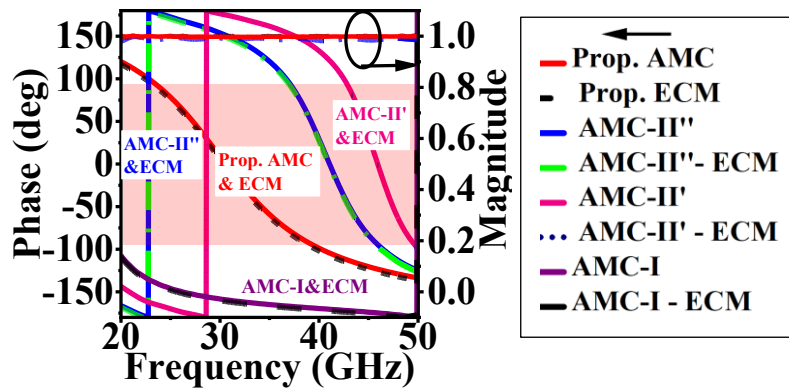 150
100
50
0
-50
-100
-150
Phase (deg)
20
30
40
50
Frequency (GHz)
1.0
0.8
0.6
0.4
0.2
0.0
Magnitude
AMC-II"
&ECM
Prop. AMC
& ECM
AMC-II'
&ECM
AMC-I&ECM
Prop. AMC
Prop. ECM
AMC-II"
AMC-II"- ECM
AMC-II'
AMC-II' - ECM
AMC-I
AMC-I - ECM